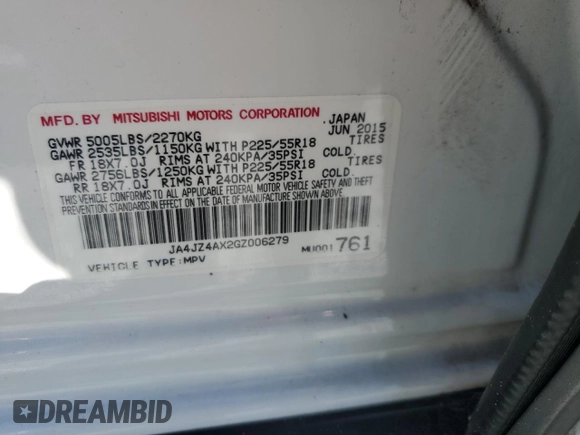 MFD. BY MITSUBISHI MOTORS CORPORATION , JAPAN
GVWR 5005LBS/2270KG JUN 2015
GAWR 2535LBS/1150KG WITH P225/55R18 TIRES
FR 18X7.0J RIMS AT 240KPA/35PSI COLD.
GAWR 2756LBS/1250KG WITH P225/55R18 TIRES
RR 18X7.0J RIMS AT 240KPA/35PSI COLD.
THIS VEHICLE CONFORMS TO ALL APPLICABLE FEDERAL MOTOR VEHICLE SAFETY AND
THEFT PREVENTION STANDARDS IN EFFECT ON THE DATE OF MANUFACTURE SHOWN ABOVE.
JA4JZ4AX2GZ006279
VEHICLE TYPE:MPV MU001 761
DREAMBID